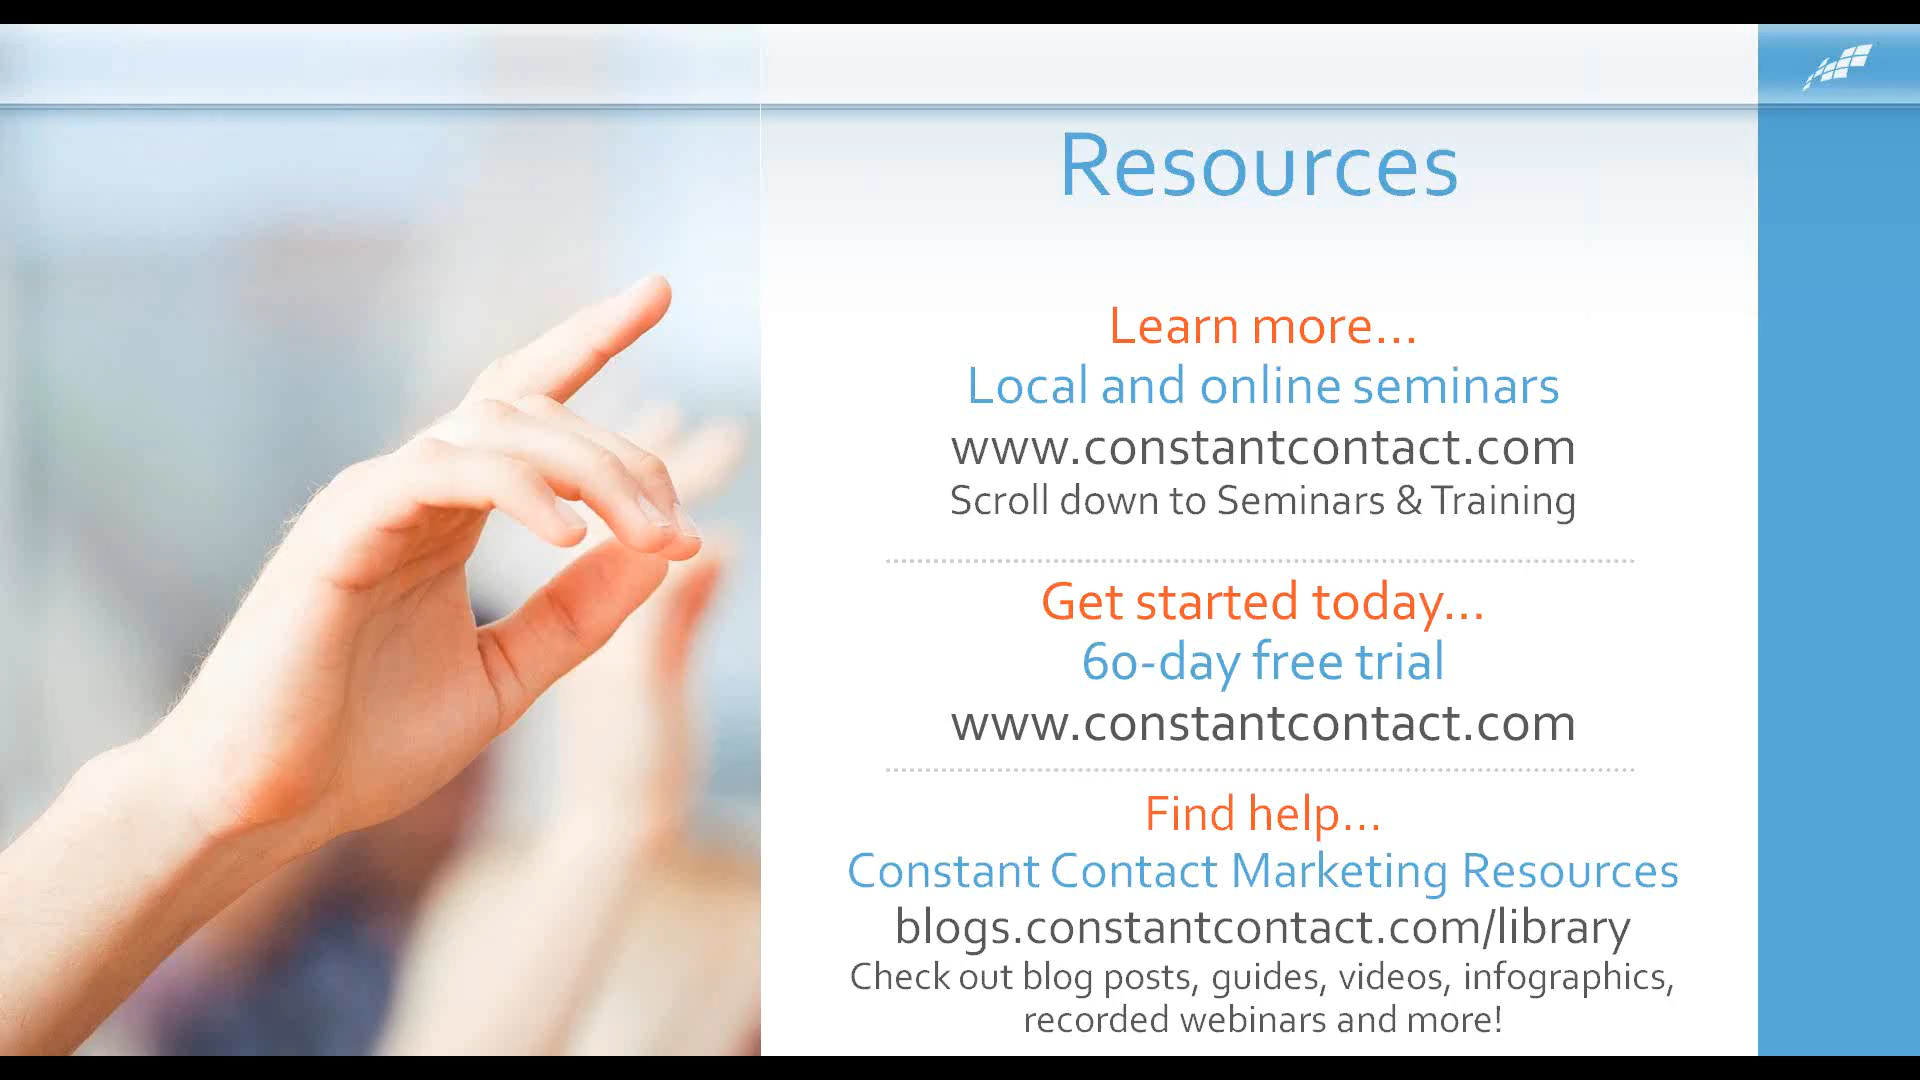 Resources
Learn more...
Local and online seminars
www.constantcontact.com
Scroll down to Seminars & Training
Get started today...
60-day free trial
www.constantcontact.com
Find help...
Constant Contact Marketing Resources
blogs.constantcontact.com/library
Check out blog posts, guides, videos, infographics,
recorded webinars and more!